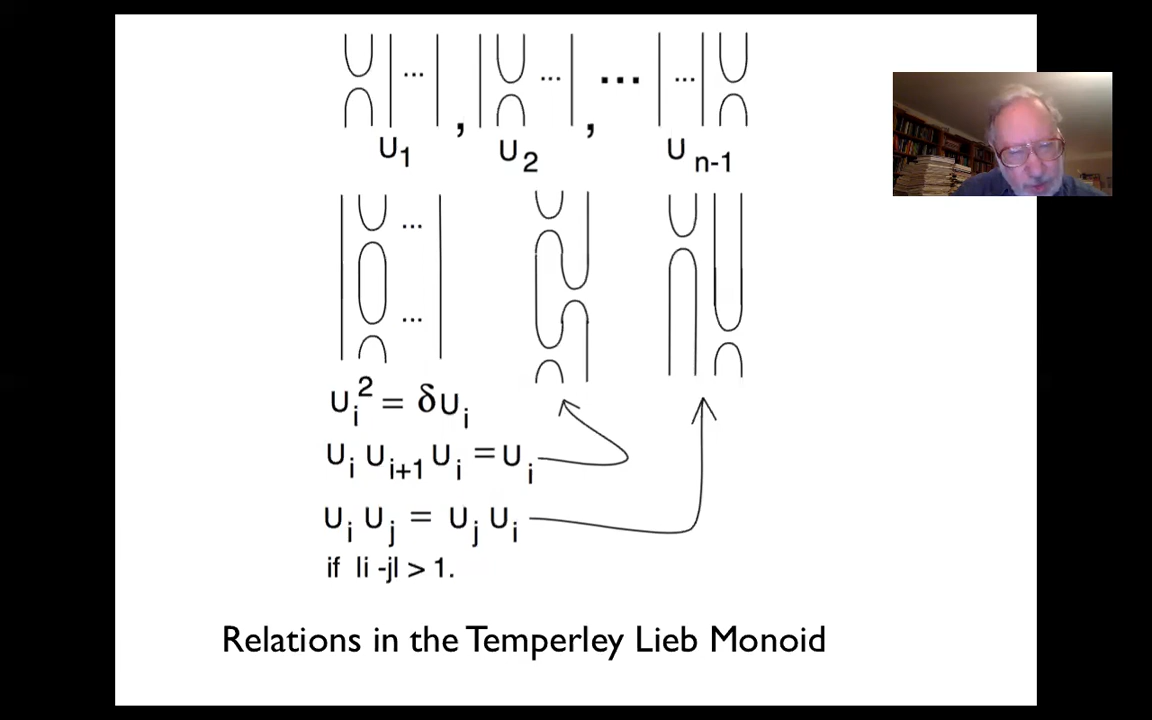 ... , ... , ... ...
U1 U2 U n-1
...
...
Ui² = δUi
Ui Ui+1 Ui = Ui
Ui Uj = Uj Ui
if |i -j| > 1.
Relations in the Temperley Lieb Monoid